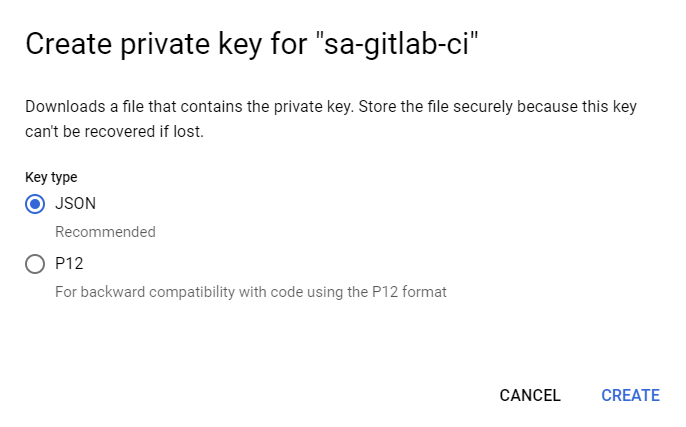 Create private key for "sa-gitlab-ci"
Downloads a file that contains the private key. Store the file securely because this key
can't be recovered if lost.
Key type
JSON
Recommended
P12
For backward compatibility with code using the P12 format
CANCEL CREATE